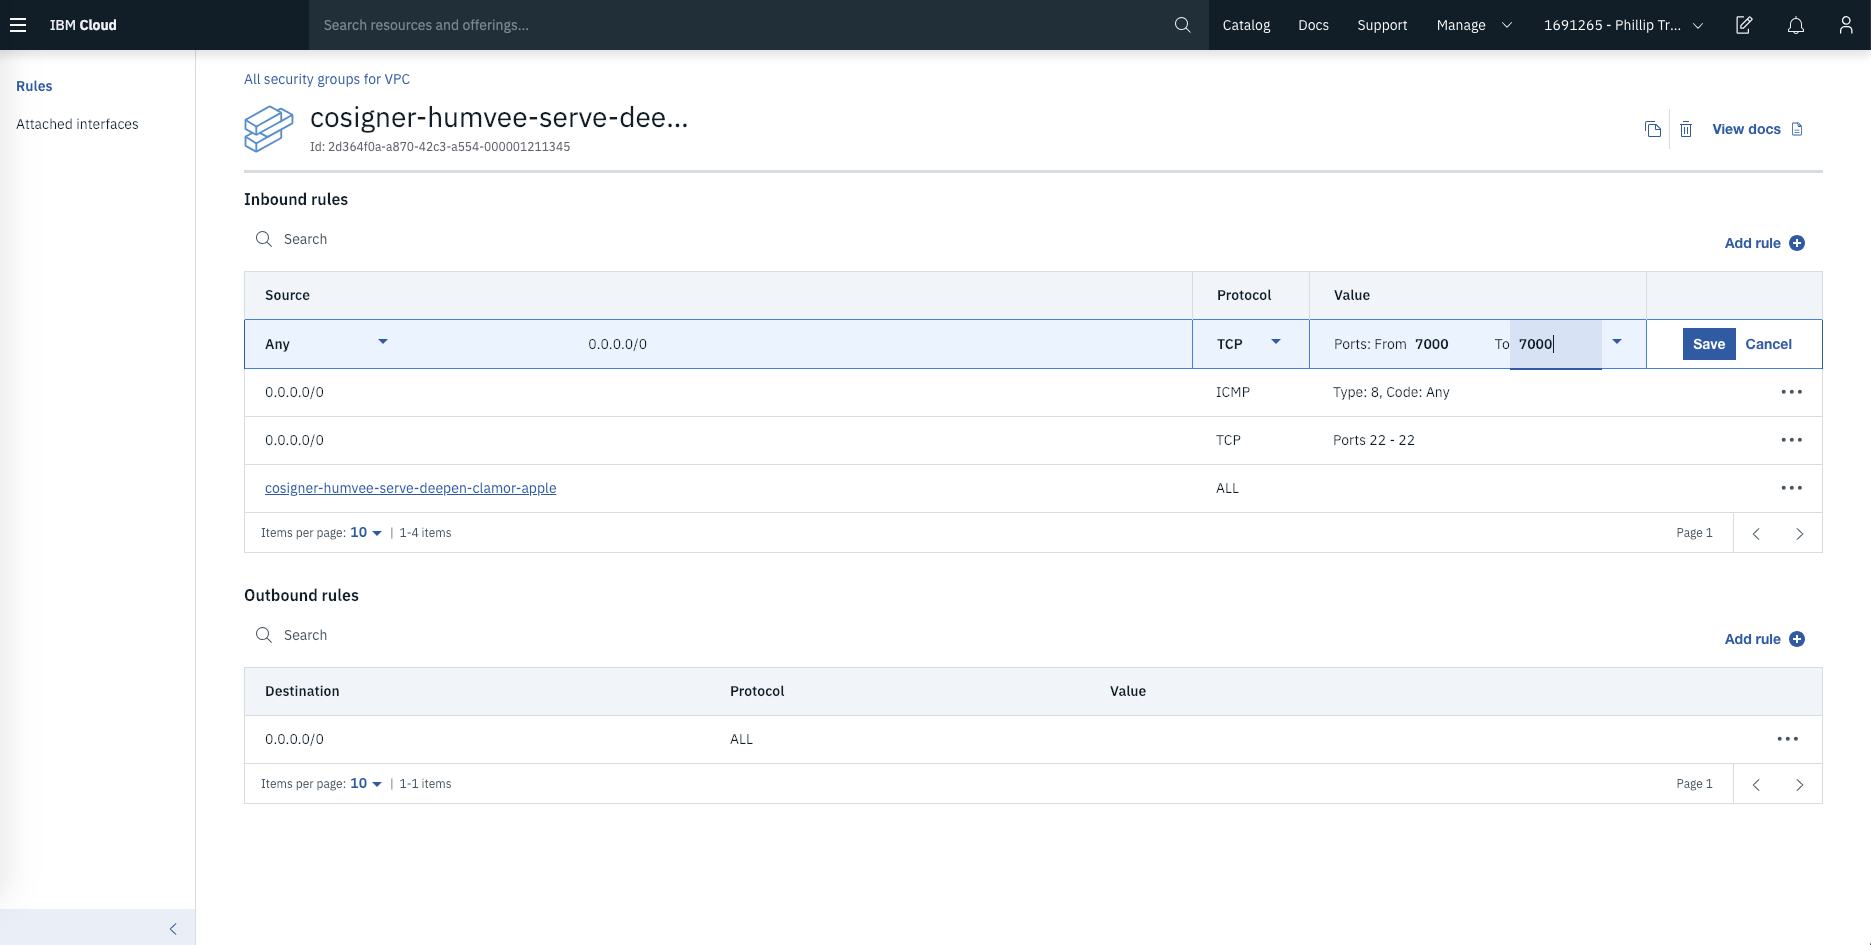 IBM Cloud
Search resources and offerings...
Catalog Docs Support Manage 1691265 - Phillip Tr...
Rules
Attached interfaces
All security groups for VPC
cosigner-humvee-serve-dee...
Id: 2d364f0a-a870-42c3-a554-000001211345
View docs
Inbound rules
Search
Add rule
Source Protocol Value
Any 0.0.0.0/0 TCP Ports: From 7000 To 7000 Save Cancel
0.0.0.0/0 ICMP Type: 8, Code: Any
0.0.0.0/0 TCP Ports 22 - 22
cosigner-humvee-serve-deepen-clamor-apple ALL
Items per page: 10 | 1-4 items Page 1
Outbound rules
Search
Add rule
Destination Protocol Value
0.0.0.0/0 ALL
Items per page: 10 | 1-1 items Page 1